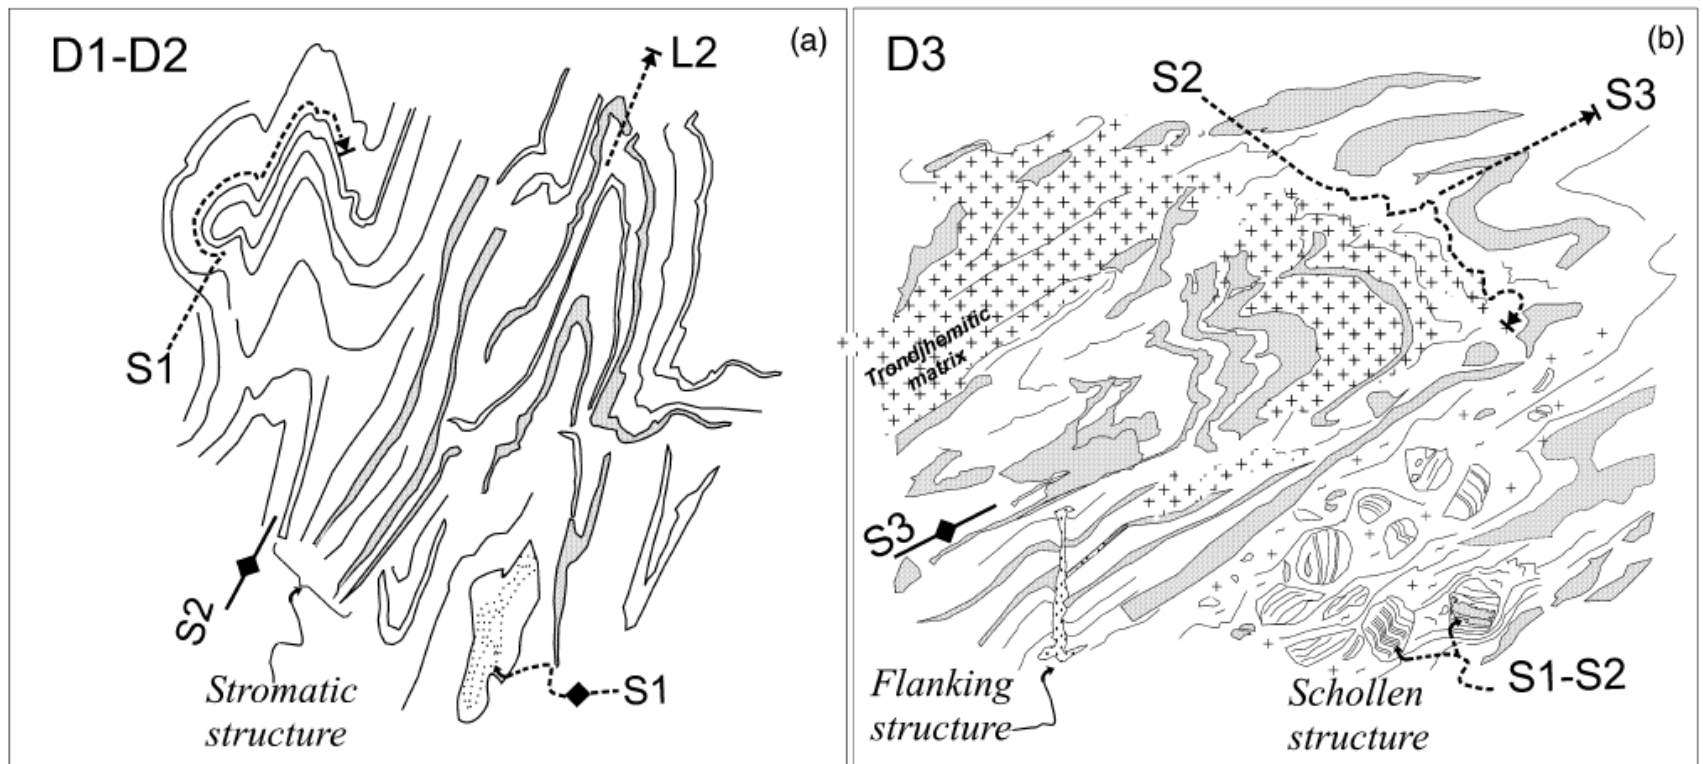 D1-D2
(a)
L2
S1
S2
Stromatic
structure
S1
D3
(b)
S2
S3
Trondjhemitic
matrix
S3
Flanking
structure
Schollen
structure
S1-S2